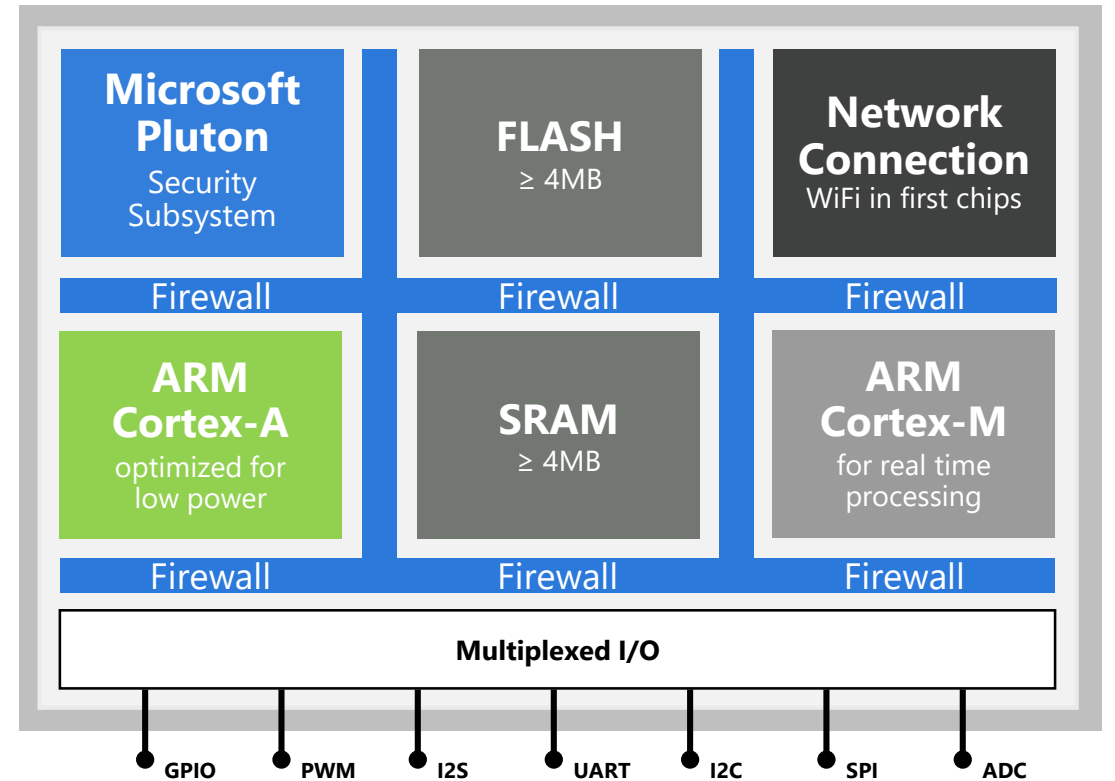 Microsoft
Pluton
Security
Subsystem
FLASH
≥ 4MB
Network
Connection
WiFi in first chips
Firewall
Firewall
Firewall
ARM
Cortex-A
optimized for
low power
SRAM
≥ 4MB
ARM
Cortex-M
for real time
processing
Firewall
Firewall
Firewall
Multiplexed I/O
GPIO
PWM
I2S
UART
I2C
SPI
ADC